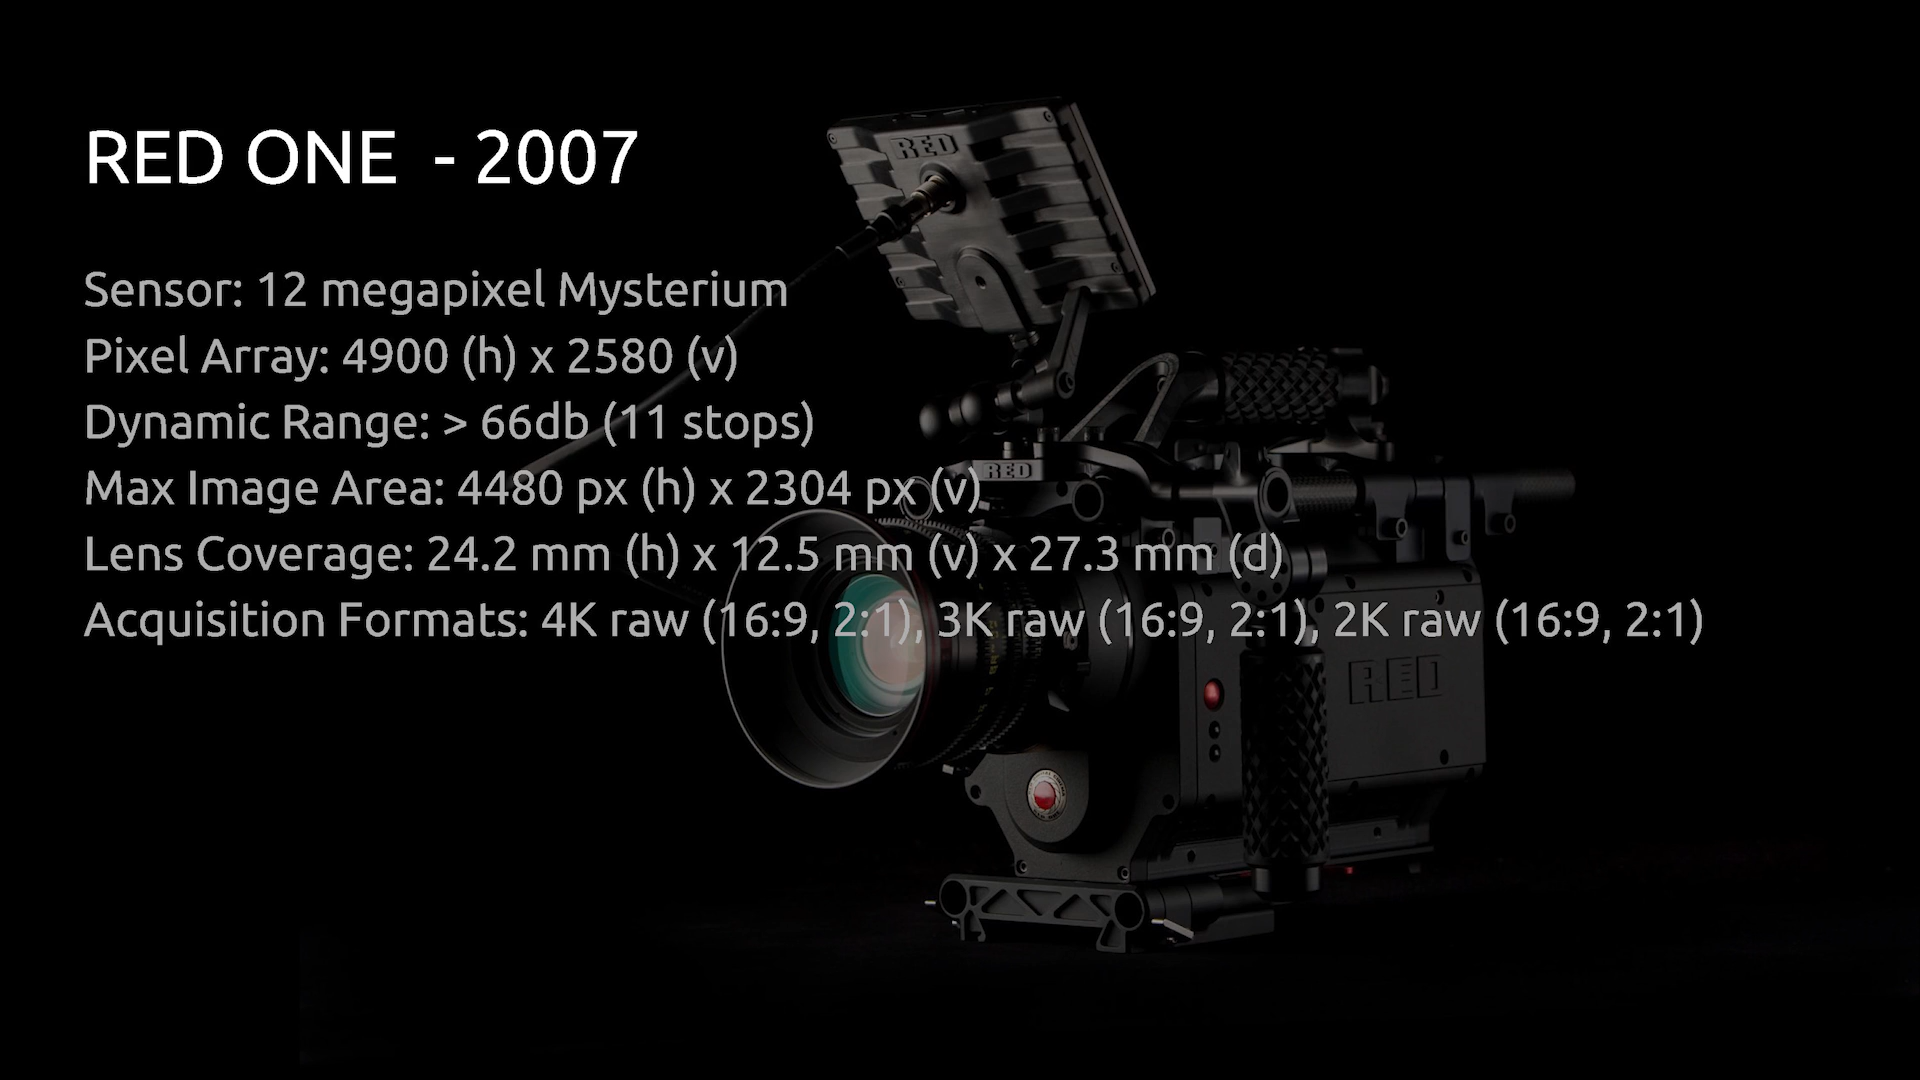 RED ONE - 2007
Sensor: 12 megapixel Mysterium
Pixel Array: 4900 (h) x 2580 (v)
Dynamic Range: > 66db (11 stops)
Max Image Area: 4480 px (h) x 2304 px (v)
Lens Coverage: 24.2 mm (h) x 12.5 mm (v) x 27.3 mm (d)
Acquisition Formats: 4K raw (16:9, 2:1), 3K raw (16:9, 2:1), 2K raw (16:9, 2:1)
RED
RED
RED